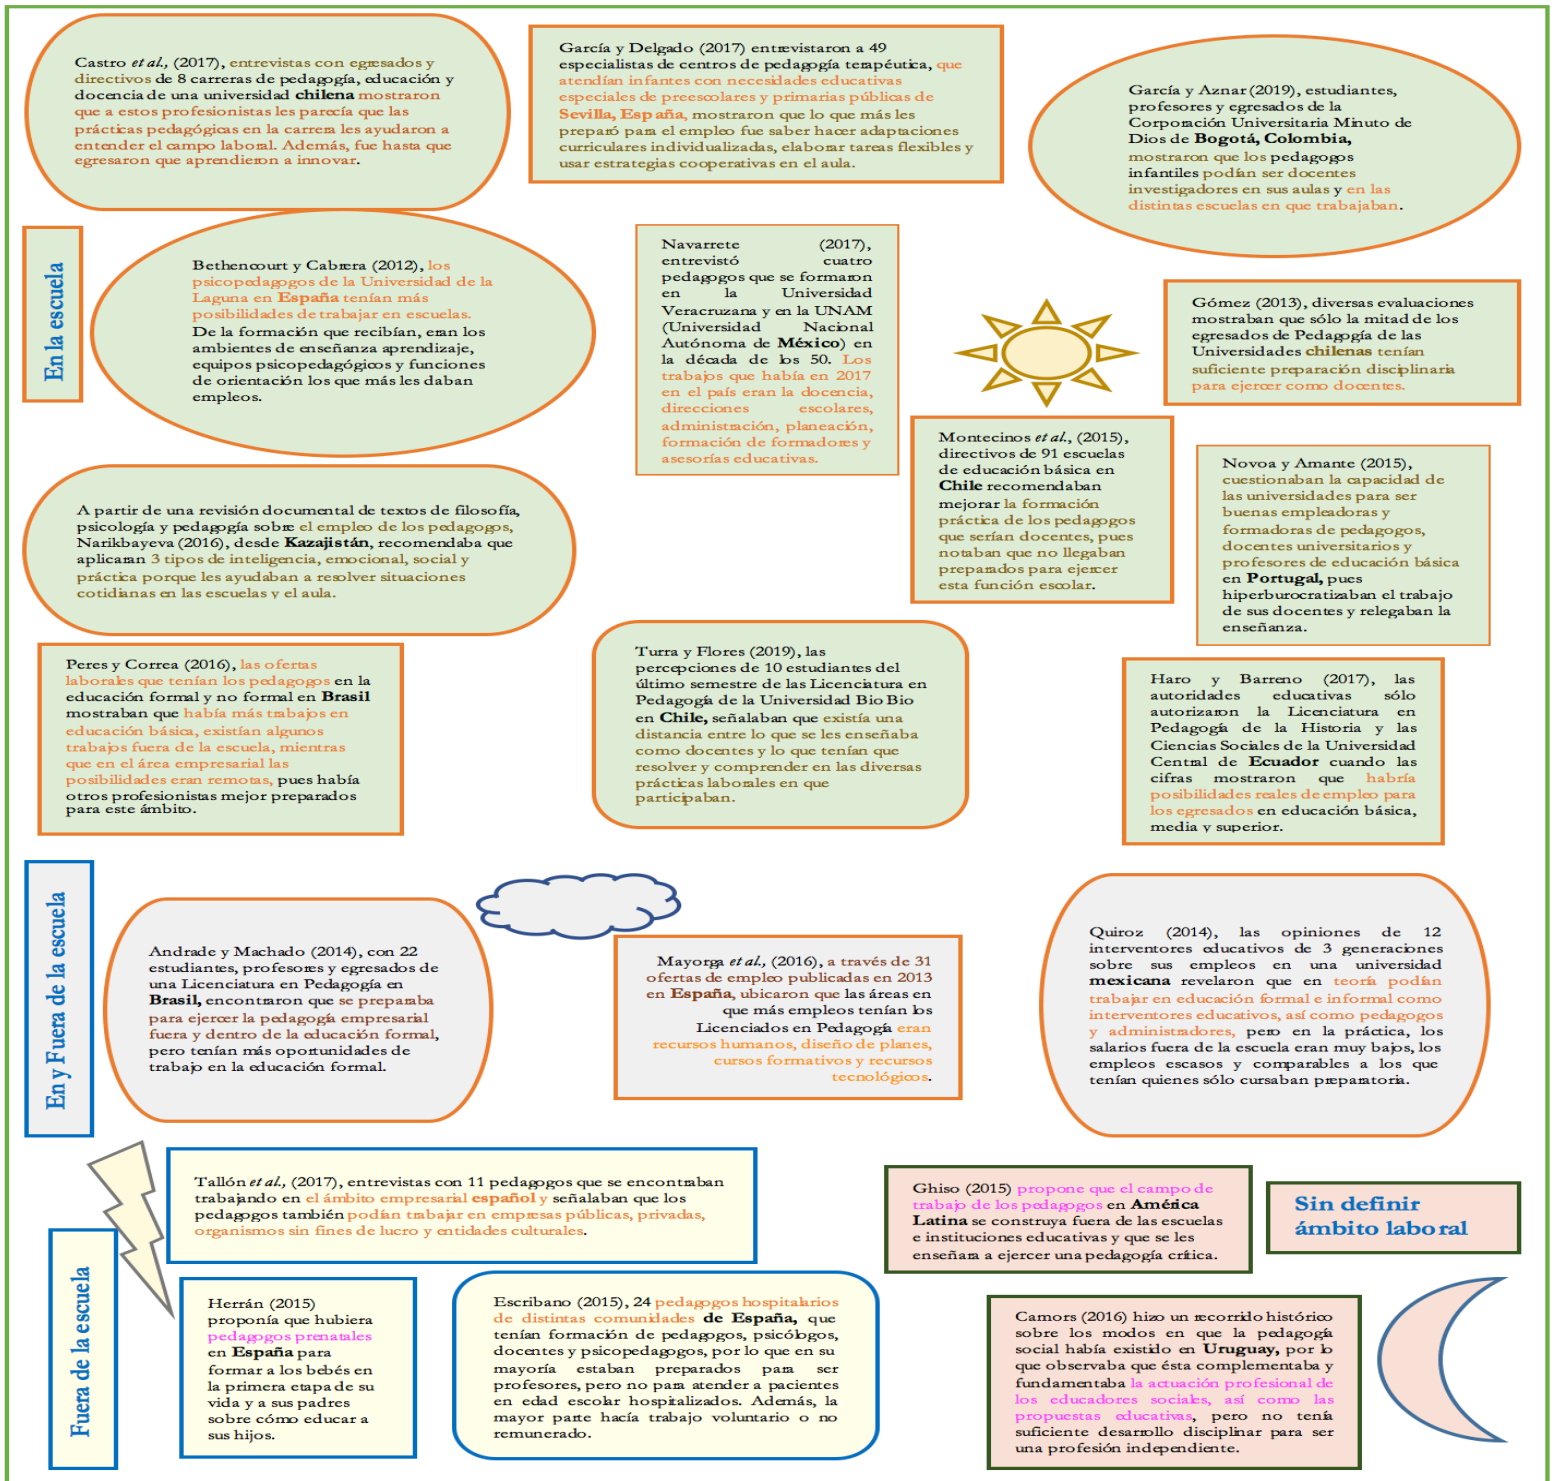 Castro et al., (2017), entrevistas con egresados y
directivos de 8 carreras de pedagogía, educación y
docencia de una universidad chilena mostraron
que a estos profesionistas les parecía que las
prácticas pedagógicas en la carrera les ayudaron a
entender el campo laboral. Además, fue hasta que
egresaron que aprendieron a innovar.
García y Delgado (2017) entrevistaron a 49
especialistas de centros de pedagogía terapéutica, que
atendían infantes con necesidades educativas
especiales de preescolares y primarias públicas de
Sevilla, España, mostraron que lo que más les
preparó para el empleo fue saber hacer adaptaciones
curriculares individualizadas, elaborar tareas flexibles y
usar estrategias cooperativas en el aula.
García y Aznar (2019), estudiantes,
profesores y egresados de la
Corporación Universitaria Minuto de
Dios de Bogotá, Colombia,
mostraron que los pedagogos
infantiles podían ser docentes
investigadores en sus aulas y en las
distintas escuelas en que trabajaban.
En la escuela
Bethencourt y Cabrera (2012), los
psicopedagogos de la Universidad de la
Laguna en España tenían más
posibilidades de trabajar en escuelas.
De la formación que recibían, eran los
ambientes de enseñanza aprendizaje,
equipos psicopedagógicos y funciones
de orientación los que más les daban
empleos.
Navarrete (2017),
entrevistó cuatro
pedagogos que se formaron
en la Universidad
Veracruzana y en la UNAM
(Universidad Nacional
Autónoma de México) en
la década de los 50. Los
trabajos que había en 2017
en el país eran la docencia,
direcciones escolares,
administración, planeación,
formación de formadores y
asesorías educativas.
Gómez (2013), diversas evaluaciones
mostraban que sólo la mitad de los
egresados de Pedagogía de las
Universidades chilenas tenían
suficiente preparación disciplinaria
para ejercer como docentes.
Montecinos et al., (2015),
directivos de 91 escuelas
de educación básica en
Chile recomendaban
mejorar la formación
práctica de los pedagogos
que serían docentes, pues
notaban que no llegaban
preparados para ejercer
esta función escolar.
Novoa y Amante (2015),
cuestionaban la capacidad de
las universidades para ser
buenas empleadoras y
formadoras de pedagogos,
docentes universitarios y
profesores de educación básica
en Portugal, pues
hiperburocratizaban el trabajo
de sus docentes y relegaban la
enseñanza.
A partir de una revisión documental de textos de filosofía,
psicología y pedagogía sobre el empleo de los pedagogos,
Narikbayeva (2016), desde Kazajistán, recomendaba que
aplicaran 3 tipos de inteligencia, emocional, social y
práctica porque les ayudaban a resolver situaciones
cotidianas en las escuelas y el aula.
Peres y Correa (2016), las ofertas
laborales que tenían los pedagogos en la
educación formal y no formal en Brasil
mostraban que había más trabajos en
educación básica, existían algunos
trabajos fuera de la escuela, mientras
que en el área empresarial las
posibilidades eran remotas, pues había
otros profesionistas mejor preparados
para este ámbito.
Turra y Flores (2019), las
percepciones de 10 estudiantes del
último semestre de las Licenciatura en
Pedagogía de la Universidad Bio Bio
en Chile, señalaban que existía una
distancia entre lo que se les enseñaba
como docentes y lo que tenían que
resolver y comprender en las diversas
prácticas laborales en que
participaban.
Haro y Barreno (2017), las
autoridades educativas sólo
autorizaron la Licenciatura en
Pedagogía de la Historia y las
Ciencias Sociales de la Universidad
Central de Ecuador cuando las
cifras mostraron que habría
posibilidades reales de empleo para
los egresados en educación básica,
media y superior.
En y Fuera de la escuela
Andrade y Machado (2014), con 22
estudiantes, profesores y egresados de
una Licenciatura en Pedagogía en
Brasil, encontraron que se preparaba
para ejercer la pedagogía empresarial
fuera y dentro de la educación formal,
pero tenían más oportunidades de
trabajo en la educación formal.
Mayorga et al., (2016), a través de 31
ofertas de empleo publicadas en 2013
en España, ubicaron que las áreas en
que más empleos tenían los
Licenciados en Pedagogía eran
recursos humanos, diseño de planes,
cursos formativos y recursos
tecnológicos.
Quiroz (2014), las opiniones de 12
interventores educativos de 3 generaciones
sobre sus empleos en una universidad
mexicana revelaron que en teoría podían
trabajar en educación formal e informal como
interventores educativos, así como pedagogos
y administradores, pero en la práctica, los
salarios fuera de la escuela eran muy bajos, los
empleos escasos y comparables a los que
tenían quienes sólo cursaban preparatoria.
Fuera de la escuela
Tallón et al., (2017), entrevistas con 11 pedagogos que se encontraban
trabajando en el ámbito empresarial español y señalaban que los
pedagogos también podían trabajar en empresas públicas, privadas,
organismos sin fines de lucro y entidades culturales.
Herrán (2015)
proponía que hubiera
pedagogos prenatales
en España para
formar a los bebés en
la primera etapa de su
vida y a sus padres
sobre cómo educar a
sus hijos.
Escribano (2015), 24 pedagogos hospitalarios
de distintas comunidades de España, que
tenían formación de pedagogos, psicólogos,
docentes y psicopedagogos, por lo que en su
mayoría estaban preparados para ser
profesores, pero no para atender a pacientes
en edad escolar hospitalizados. Además, la
mayor parte hacía trabajo voluntario o no
remunerado.
Ghiso (2015) propone que el campo de
trabajo de los pedagogos en América
Latina se construya fuera de las escuelas
e instituciones educativas y que se les
enseñara a ejercer una pedagogía crítica.
Sin definir
ámbito laboral
Camors (2016) hizo un recorrido histórico
sobre los modos en que la pedagogía
social había existido en Uruguay, por lo
que observaba que ésta complementaba y
fundamentaba la actuación profesional de
los educadores sociales, así como las
propuestas educativas, pero no tenía
suficiente desarrollo disciplinar para ser
una profesión independiente.